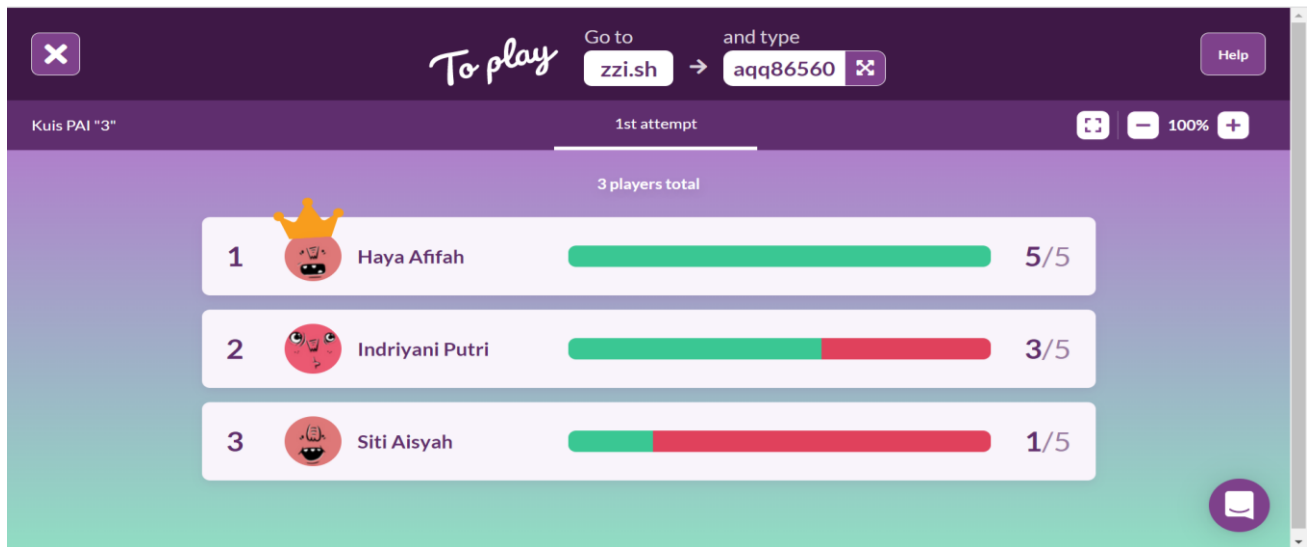 To play
Go to
zzi.sh
and type
aqq86560
Help
Kuis PAI "3"
1st attempt
100%
3 players total
1 Haya Afifah 5/5
2 Indriyani Putri 3/5
3 Siti Aisyah 1/5